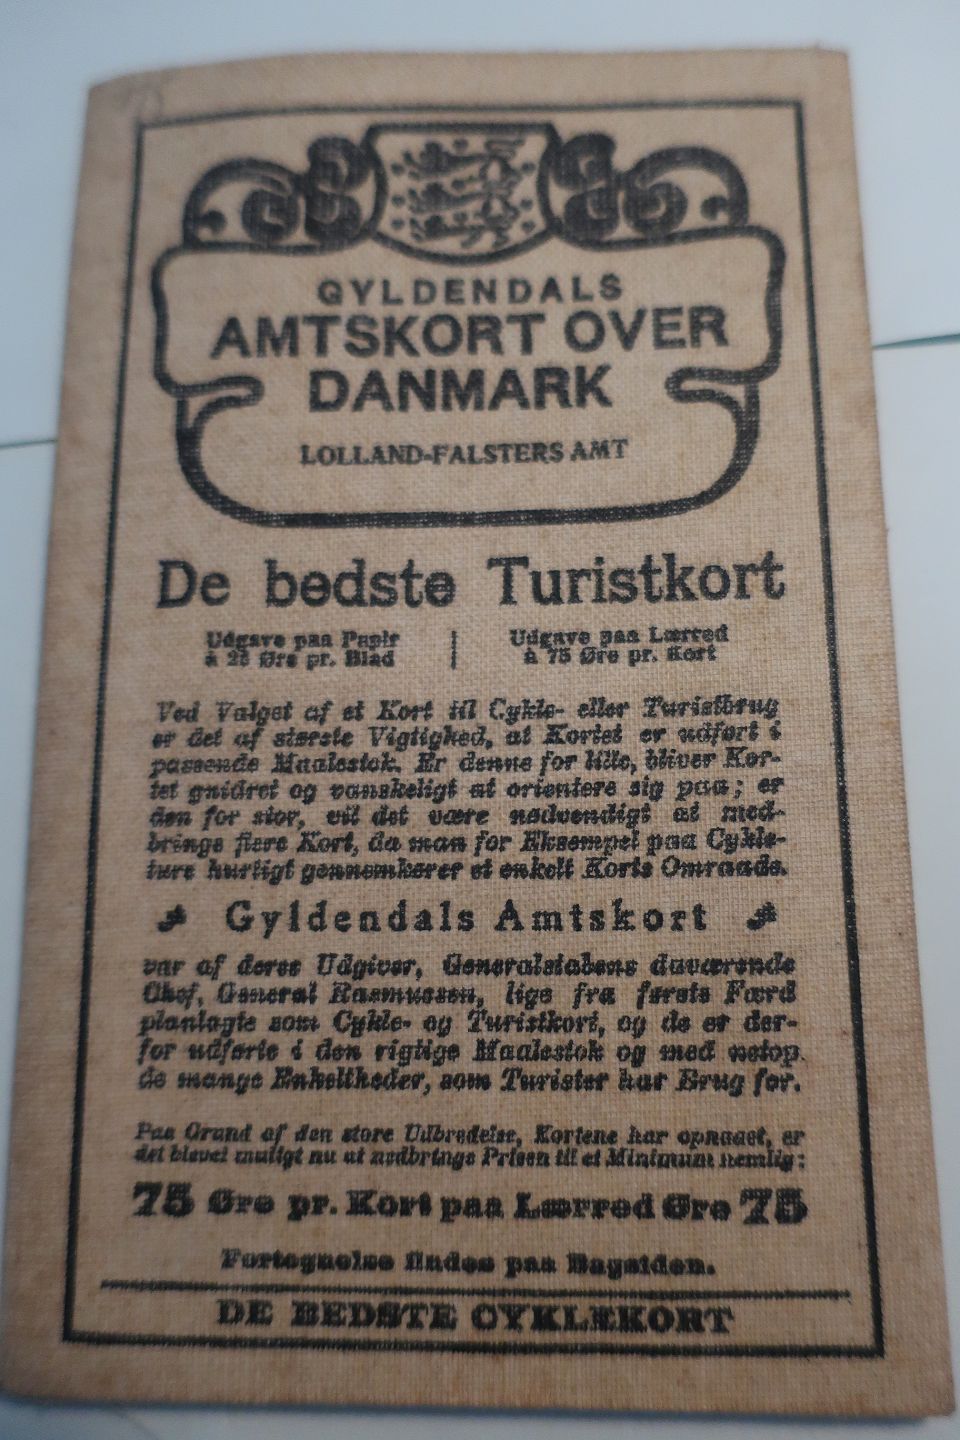 GYLDENDALS
AMTSKORT OVER
DANMARK
LOLLAND-FALSTERS AMT
De bedste Turistkort
Udgave paa Papir
à 25 Øre pr. Blad
Udgave paa Lærred
à 75 Øre pr. Kort
Ved Valget af et Kort til Cykle- eller Turistbrug
er det af største Vigtighed, at Kortet er udført i
passende Maalestok. Er denne for lille, bliver Kor-
tet gnidret og vanskeligt at orientere sig paa; er
den for stor, vil det være nødvendigt at med-
bringe flere Kort, da man for Eksempel paa Cykle-
ture hurtigt gennemkører et enkelt Korts Omraade.
Gyldendals Amtskort
var af deres Udgiver, Generalstabens daværende
Chef, General Rasmussen, lige fra første Færd
planlagte som Cykle- og Turistkort, og de er der-
for udførte i den rigtige Maalestok og med netop
de mange Enkeltheder, som Turister har Brug for.
Paa Grund af den store Udbredelse, Kortene har opnaaet, er
det blevet muligt nu at nedbringe Prisen til et Minimum nemlig:
75 Øre pr. Kort paa Lærred Øre 75
Fortegnelse findes paa Bagsiden.
DE BEDSTE CYKLEKORT